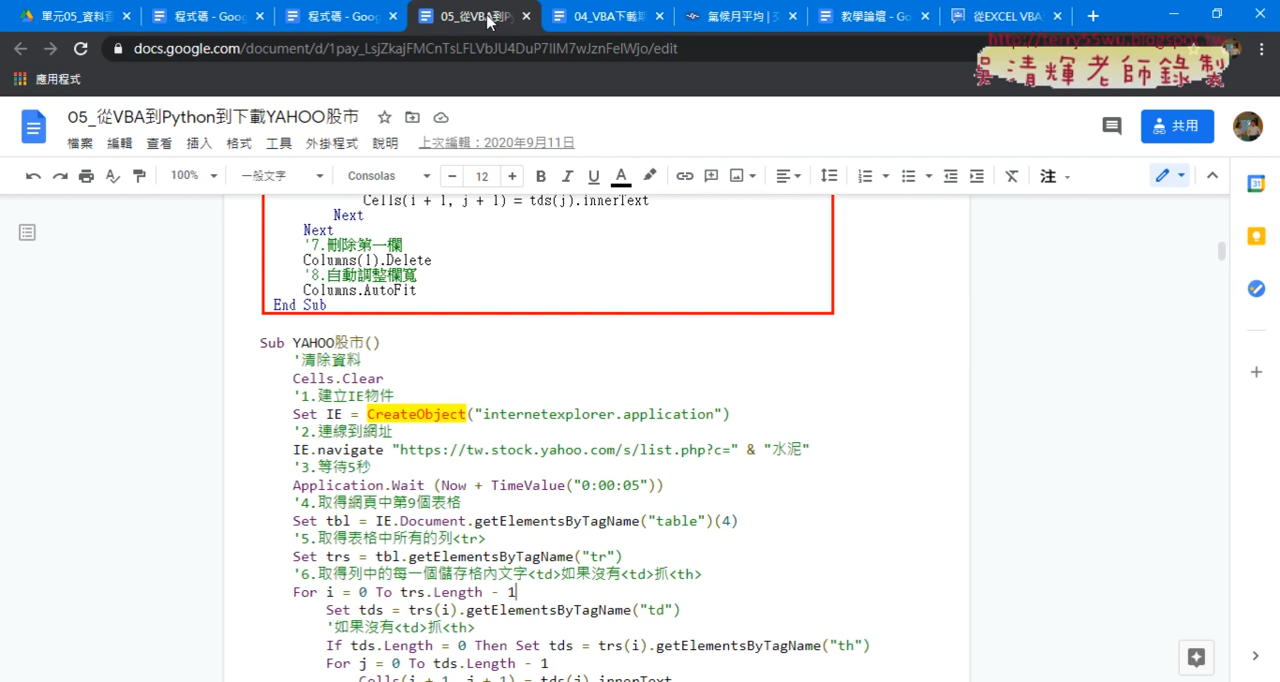 單元05_資料
程式碼 - Goog
程式碼 - Goog
05_從VBA到P
04_VBA下載
氣候月平均 |
教學論壇 - Go
從EXCEL VBA
docs.google.com/document/d/1pay_LsjZkajFMCnTsLFLVbJU4DuP7IIM7wJznFelWjo/edit
應用程式
吳清輝老師錄製
05_從VBA到Python到下載YAHOO股市
共用
檔案 編輯 查看 插入 格式 工具 外掛程式 說明 上次編輯：2020年9月11日
100% 一般文字 Consolas 12 B I U A 注
31
Cells(i + 1, j + 1) = tds(j).innerText
Next
Next
'7.刪除第一欄
Columns(1).Delete
'8.自動調整欄寬
Columns.AutoFit
End Sub
Sub YAHOO股市()
'清除資料
Cells.Clear
'1.建立IE物件
Set IE = CreateObject("internetexplorer.application")
'2.連線到網址
IE.navigate "https://tw.stock.yahoo.com/s/list.php?c=" & "水泥"
'3.等待5秒
Application.Wait (Now + TimeValue("0:00:05"))
'4.取得網頁中第9個表格
Set tbl = IE.Document.getElementsByTagName("table")(4)
'5.取得表格中所有的列<tr>
Set trs = tbl.getElementsByTagName("tr")
'6.取得列中的每一個儲存格內文字<td>如果沒有<td>抓<th>
For i = 0 To trs.Length - 1
Set tds = trs(i).getElementsByTagName("td")
'如果沒有<td>抓<th>
If tds.Length = 0 Then Set tds = trs(i).getElementsByTagName("th")
For j = 0 To tds.Length - 1
Cells(i + 1, j + 1) = tds(j).innerText